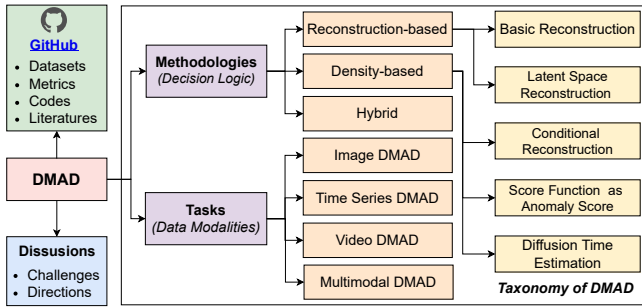 GitHub
• Datasets
• Metrics
• Codes
• Literatures
DMAD
Dissusions
• Challenges
• Directions
Methodologies
(Decision Logic)
Tasks
(Data Modalities)
Reconstruction-based
Density-based
Hybrid
Image DMAD
Time Series DMAD
Video DMAD
Multimodal DMAD
Basic Reconstruction
Latent Space
Reconstruction
Conditional
Reconstruction
Score Function as
Anomaly Score
Diffusion Time
Estimation
Taxonomy of DMAD